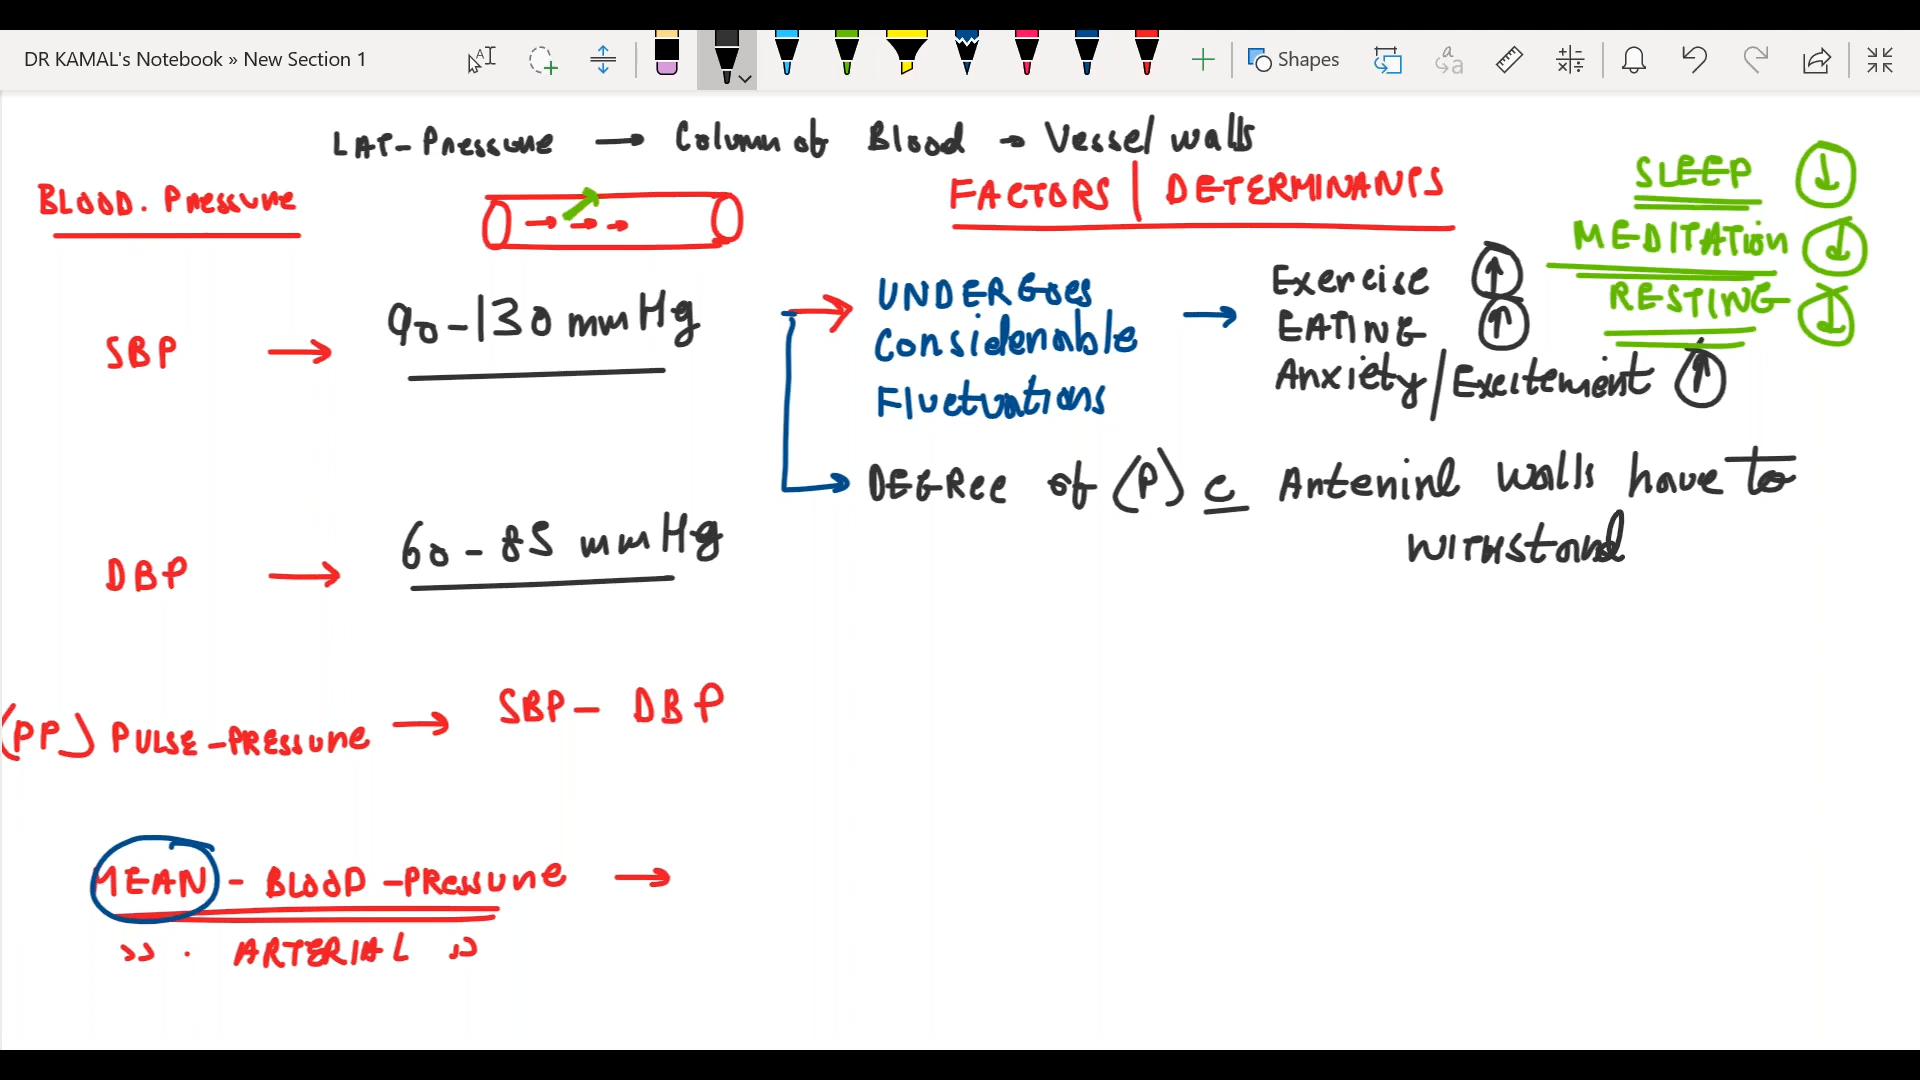 DR KAMAL's Notebook » New Section 1
Shapes
LAT-Pressure → Column of Blood → Vessel walls
BLOOD. Pressure
FACTORS | DETERMINANTS
SLEEP ↓
MEDITATION ↓
RESTING ↓
SBP → 90-130 mmHg
UNDERGOES
Considerable
Fluctuations
→ Exercise ↑
EATING ↑
Anxiety/Excitement ↑
DEGREE of (P) c Arterial walls have to
WITHStand
DBP → 60-85 mmHg
(PP) PULSE-PRESSURE → SBP - DBP
MEAN - BLOOD -PRESSURE →
" . ARTERIAL "